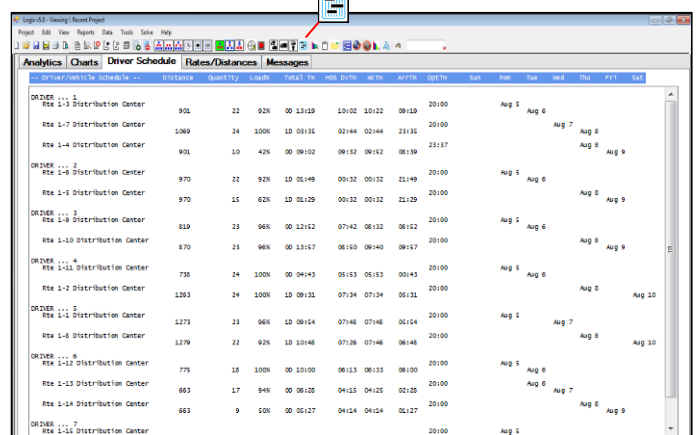 Logix v5.0 - Viewing \ Recent Project
Project Edit View Reports Data Tools Solve Help
Analytics Charts Driver Schedule Rates/Distances Messages
-- Driver/Vehicle Schedule -- Distance Quantity Load% Total Tm HOS DvTm WkTm ArrTm OptTm Sun Mon Tue Wed Thu Fri Sat
DRIVER ... 1
Rte 1-3 Distribution Center 20:00 Aug 5
901 22 92% 0D 13:19 10:02 10:22 09:19 Aug 6
Rte 1-7 Distribution Center 20:00 Aug 7
1069 24 100% 1D 03:35 02:44 02:44 23:35 Aug 8
Rte 1-4 Distribution Center 23:37 Aug 8
901 10 42% 0D 09:02 09:32 09:52 08:39 Aug 9
DRIVER ... 2
Rte 1-6 Distribution Center 20:00 Aug 5
970 22 92% 1D 01:49 00:32 00:32 21:49 Aug 6
Rte 1-5 Distribution Center 20:00 Aug 8
970 15 62% 1D 01:29 00:32 00:32 21:29 Aug 9
DRIVER ... 3
Rte 1-9 Distribution Center 20:00 Aug 5
819 23 96% 0D 12:52 07:42 08:32 08:52 Aug 6
Rte 1-10 Distribution Center 20:00 Aug 8
870 23 96% 0D 13:57 08:50 09:40 09:57 Aug 9
DRIVER ... 4
Rte 1-11 Distribution Center 20:00 Aug 5
738 24 100% 0D 04:43 05:53 05:53 00:43 Aug 6
Rte 1-2 Distribution Center 20:00 Aug 8
1263 24 100% 1D 09:31 07:34 07:34 05:31 Aug 10
DRIVER ... 5
Rte 1-1 Distribution Center 20:00 Aug 5
1273 23 96% 1D 09:54 07:48 07:48 05:54 Aug 7
Rte 1-8 Distribution Center 20:00 Aug 8
1279 22 92% 1D 10:48 07:26 07:46 06:48 Aug 10
DRIVER ... 6
Rte 1-12 Distribution Center 20:00 Aug 5
775 18 100% 0D 10:00 06:13 06:33 06:00 Aug 6
Rte 1-13 Distribution Center 20:00 Aug 6
663 17 94% 0D 06:28 04:15 04:25 02:28 Aug 7
Rte 1-14 Distribution Center 20:00 Aug 8
663 9 50% 0D 05:27 04:14 04:14 01:27 Aug 9
DRIVER ... 7
Rte 1-15 Distribution Center 20:00 Aug 5